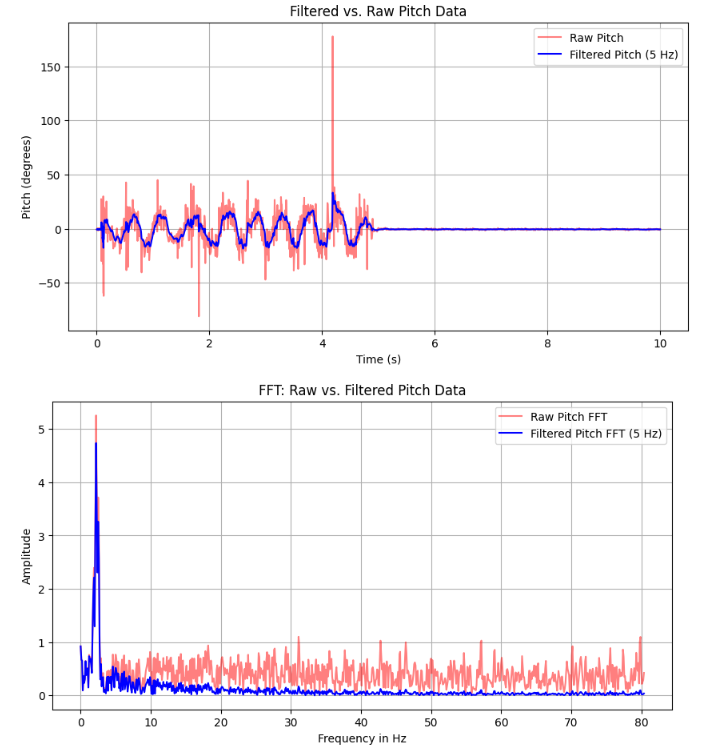 Filtered vs. Raw Pitch Data
Raw Pitch
Filtered Pitch (5 Hz)
150
100
50
0
−50
Pitch (degrees)
0 2 4 6 8 10
Time (s)
FFT: Raw vs. Filtered Pitch Data
Raw Pitch FFT
Filtered Pitch FFT (5 Hz)
5
4
3
2
1
0
Amplitude
0 10 20 30 40 50 60 70 80
Frequency in Hz